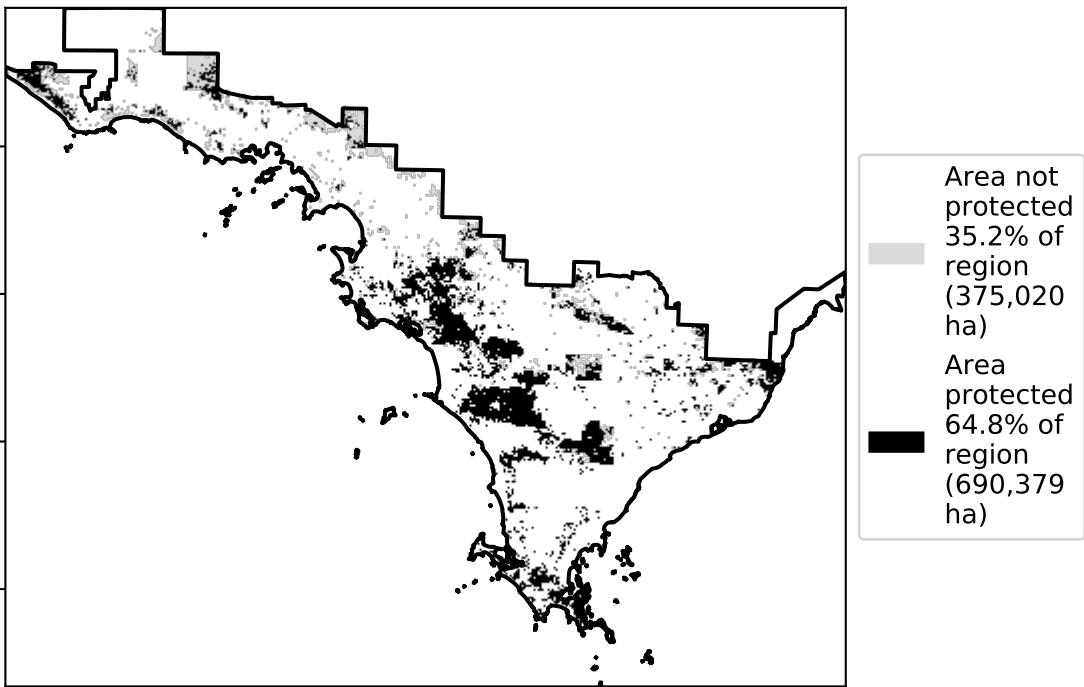 Area not
protected
35.2% of
region
(375,020
ha)
Area
protected
64.8% of
region
(690,379
ha)